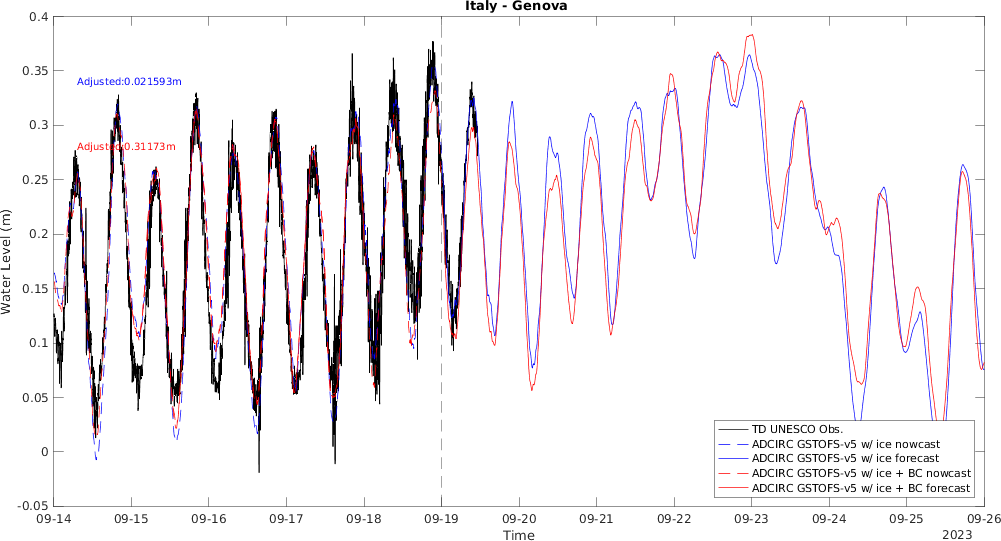 Italy - Genova
0.4
0.35
0.3
0.25
0.2
0.15
0.1
0.05
0
-0.05
Water Level (m)
Adjusted:0.021593m
Adjusted:0.31173m
TD UNESCO Obs.
ADCIRC GSTOFS-v5 w/ ice nowcast
ADCIRC GSTOFS-v5 w/ ice forecast
ADCIRC GSTOFS-v5 w/ ice + BC nowcast
ADCIRC GSTOFS-v5 w/ ice + BC forecast
09-14 09-15 09-16 09-17 09-18 09-19 09-20 09-21 09-22 09-23 09-24 09-25 09-26
Time
2023